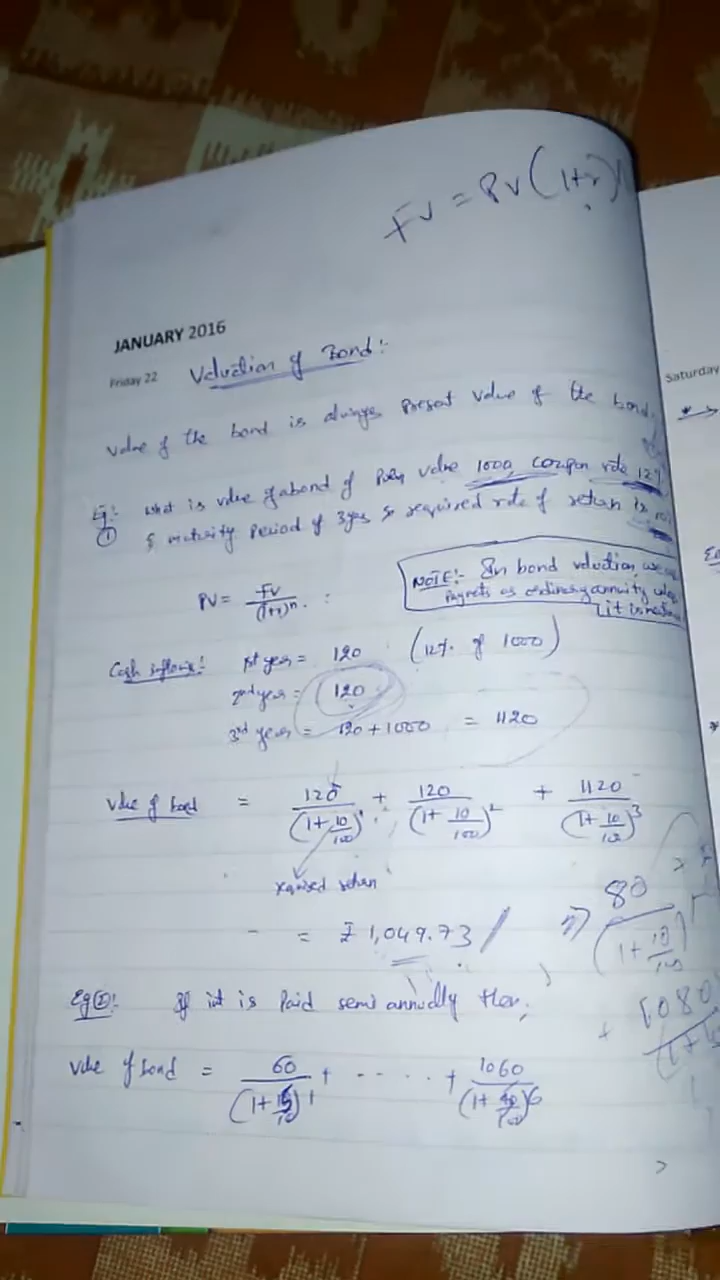 FV = PV(1+r)
JANUARY 2016
Friday 22
Valuation of Bond:-
Value of the bond is always Present value of the bond.
Eg:- what is value of a bond of value 1000, coupon rate 12%
①
& maturity Period of 3yrs & required rate of return is 10%
NOTE:- In bond valuation, we
payments as ordinary annuity
it is
PV = FV/(1+r)^n :
Cash inflows:- 1st year = 120 (12% of 1000)
2nd year = 120
3rd year = 120 + 1000 = 1120
Value of bond = 120/(1+10/100)^1 + 120/(1+10/100)^2 + 1120/(1+10/100)^3
required return
= ₹ 1,049.73/
80/(1+10/100)
+ 1080/(1+
Eg②:- If int is Paid semi annually then,
Value of bond = 60/(1+5/10)^1 + ..... + 1060/(1+ /100)^6
Saturday